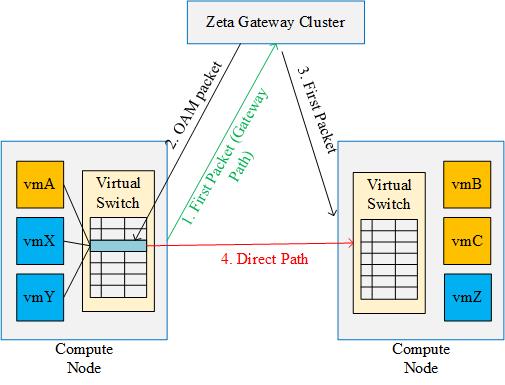 Zeta Gateway Cluster
2. OAM packet
1. First Packet (Gateway
Path)
3. First Packet
vmA
vmX
vmY
Virtual
Switch
4. Direct Path
Virtual
Switch
vmB
vmC
vmZ
Compute
Node
Compute
Node